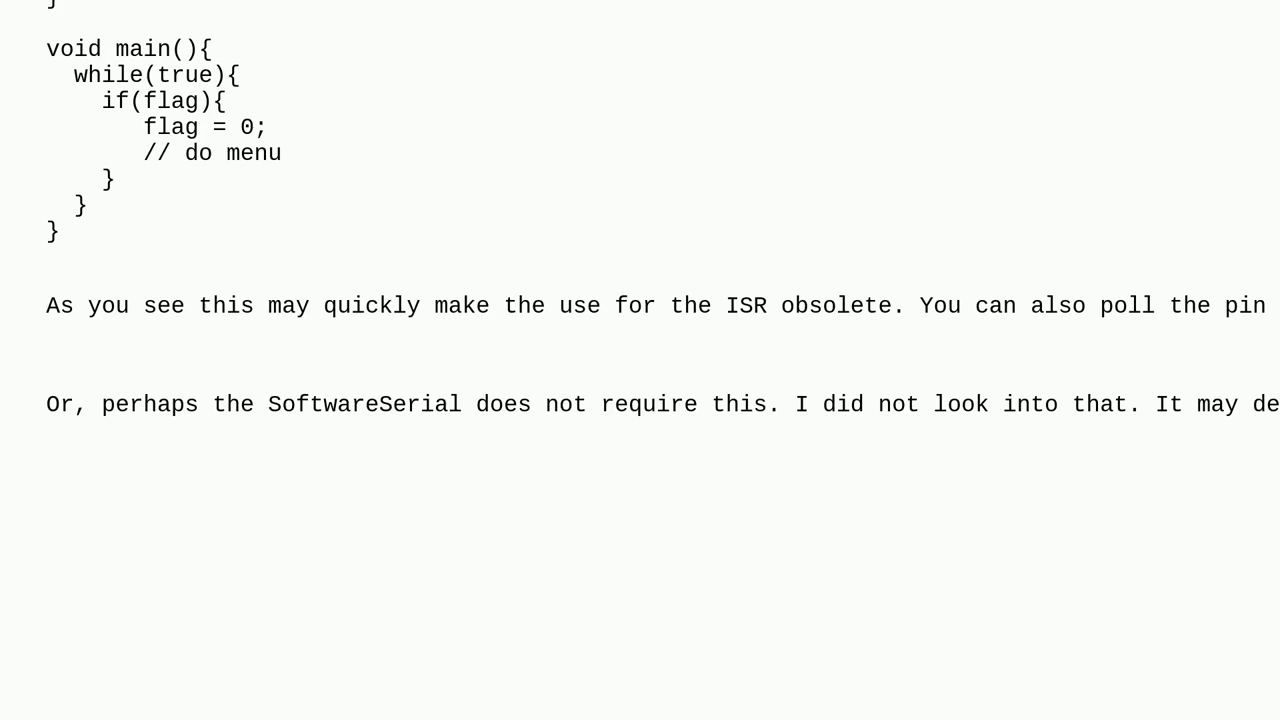 }
void main(){
  while(true){
    if(flag){
       flag = 0;
       // do menu
    }
  }
}
As you see this may quickly make the use for the ISR obsolete. You can also poll the pin
Or, perhaps the SoftwareSerial does not require this. I did not look into that. It may de